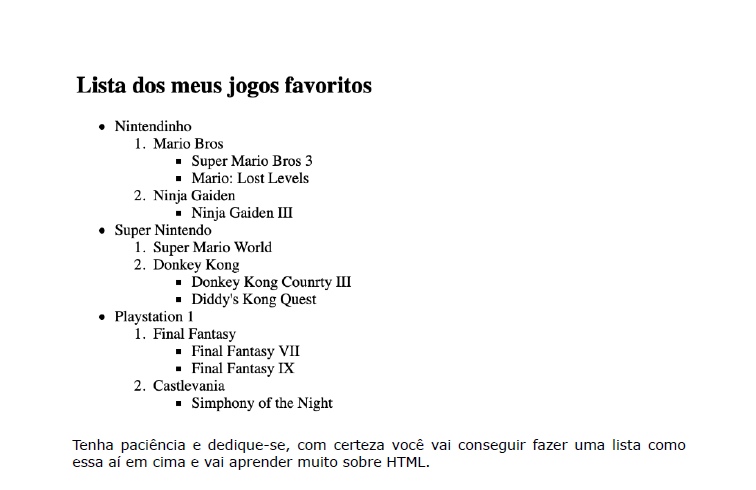 Lista dos meus jogos favoritos
• Nintendinho
1. Mario Bros
▪ Super Mario Bros 3
▪ Mario: Lost Levels
2. Ninja Gaiden
▪ Ninja Gaiden III
• Super Nintendo
1. Super Mario World
2. Donkey Kong
▪ Donkey Kong Counrty III
▪ Diddy's Kong Quest
• Playstation 1
1. Final Fantasy
▪ Final Fantasy VII
▪ Final Fantasy IX
2. Castlevania
▪ Simphony of the Night
Tenha paciência e dedique-se, com certeza você vai conseguir fazer uma lista como
essa aí em cima e vai aprender muito sobre HTML.